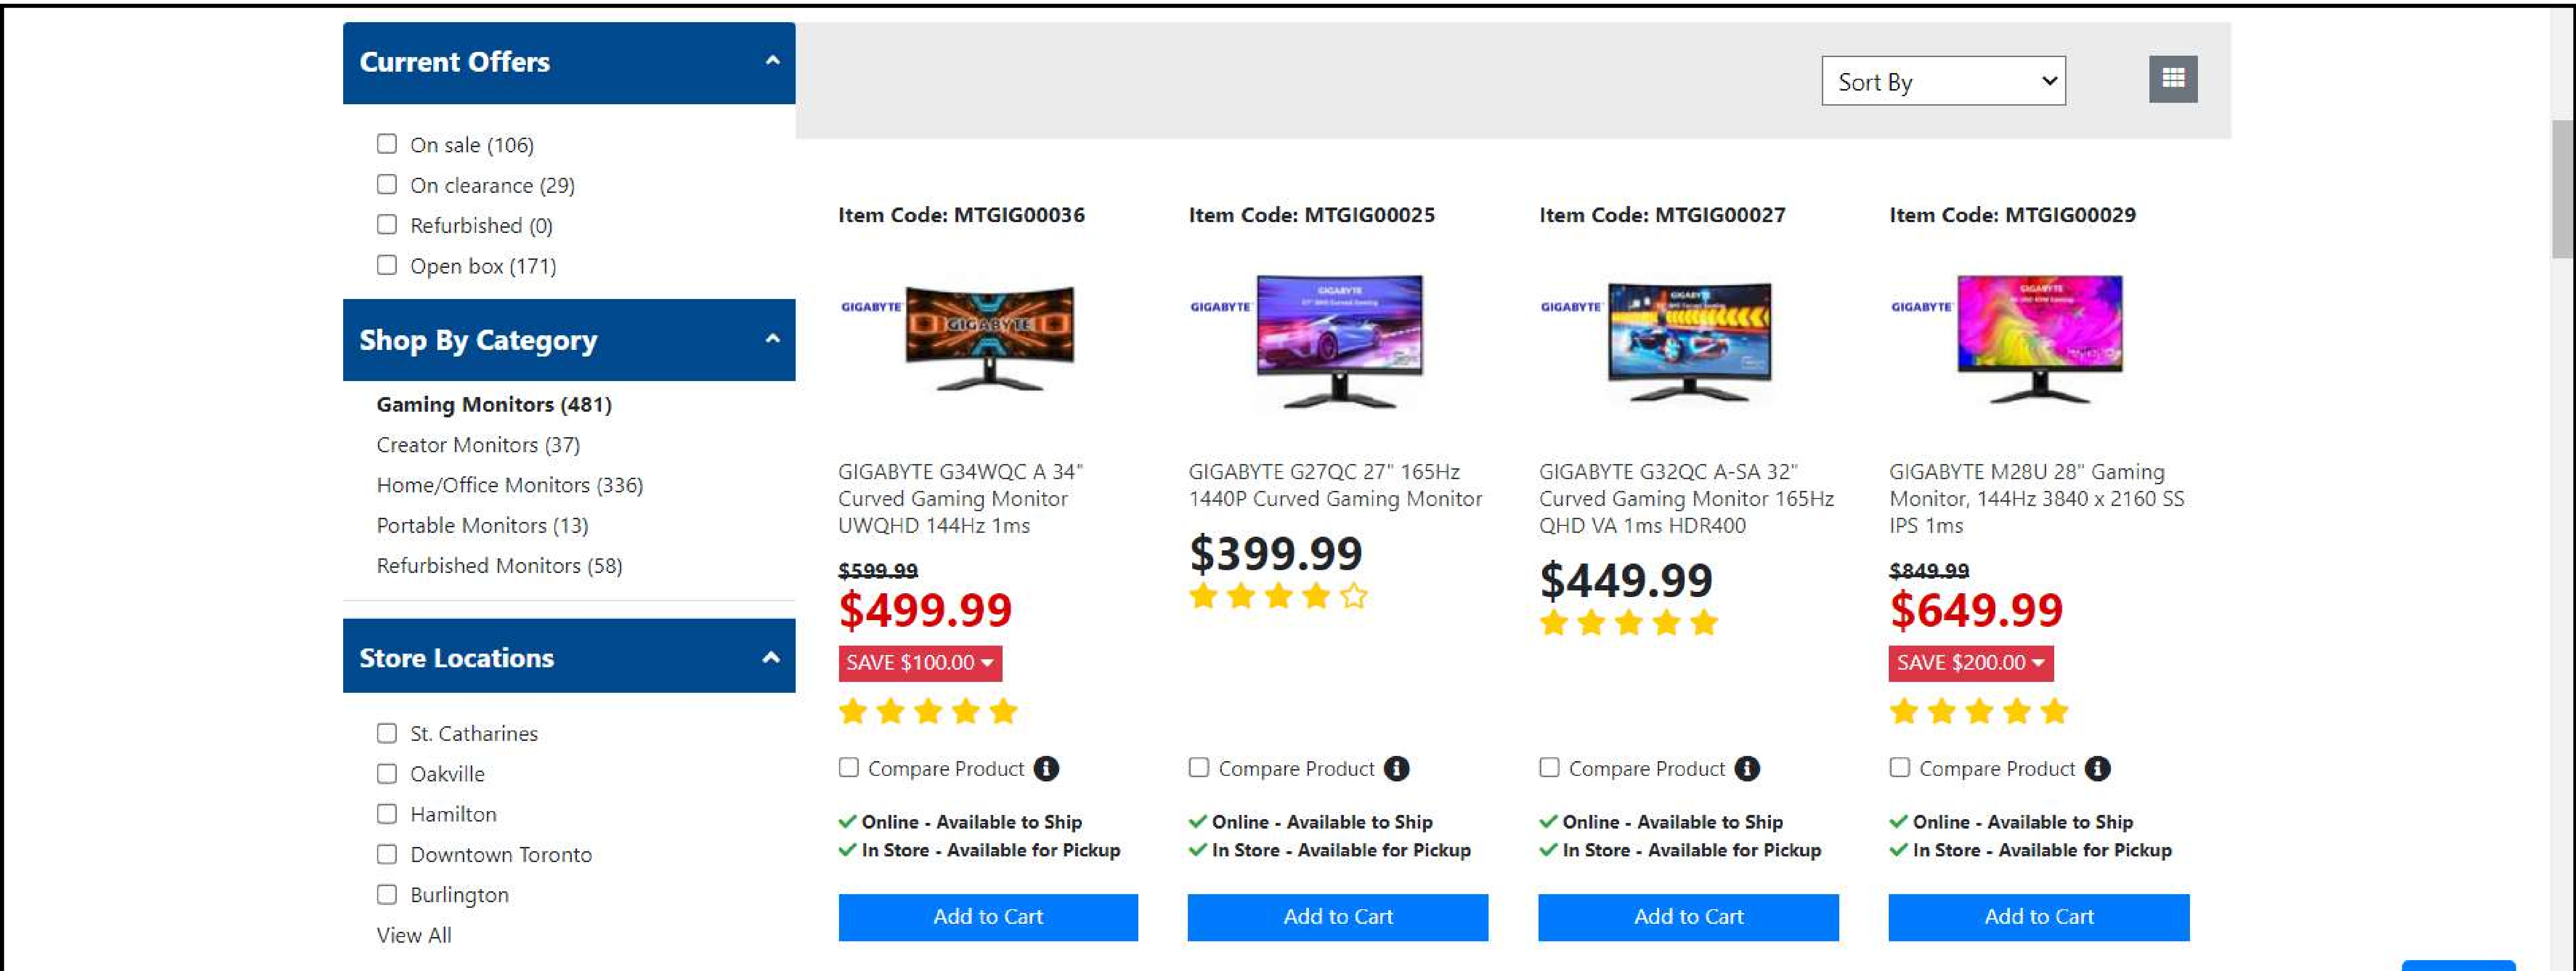 Current Offers
On sale (106)
On clearance (29)
Refurbished (0)
Open box (171)
Shop By Category
Gaming Monitors (481)
Creator Monitors (37)
Home/Office Monitors (336)
Portable Monitors (13)
Refurbished Monitors (58)
Store Locations
St. Catharines
Oakville
Hamilton
Downtown Toronto
Burlington
View All
Sort By
Item Code: MTGIG00036
GIGABYTE
GIGABYTE
GIGABYTE G34WQC A 34"
Curved Gaming Monitor
UWQHD 144Hz 1ms
$599.99
$499.99
SAVE $100.00
Compare Product
Online - Available to Ship
In Store - Available for Pickup
Add to Cart
Item Code: MTGIG00025
GIGABYTE
GIGABYTE
GIGABYTE G27QC 27" 165Hz
1440P Curved Gaming Monitor
$399.99
Compare Product
Online - Available to Ship
In Store - Available for Pickup
Add to Cart
Item Code: MTGIG00027
GIGABYTE
GIGABYTE
GIGABYTE G32QC A-SA 32"
Curved Gaming Monitor 165Hz
QHD VA 1ms HDR400
$449.99
Compare Product
Online - Available to Ship
In Store - Available for Pickup
Add to Cart
Item Code: MTGIG00029
GIGABYTE
GIGABYTE
GIGABYTE M28U 28" Gaming
Monitor, 144Hz 3840 x 2160 SS
IPS 1ms
$849.99
$649.99
SAVE $200.00
Compare Product
Online - Available to Ship
In Store - Available for Pickup
Add to Cart